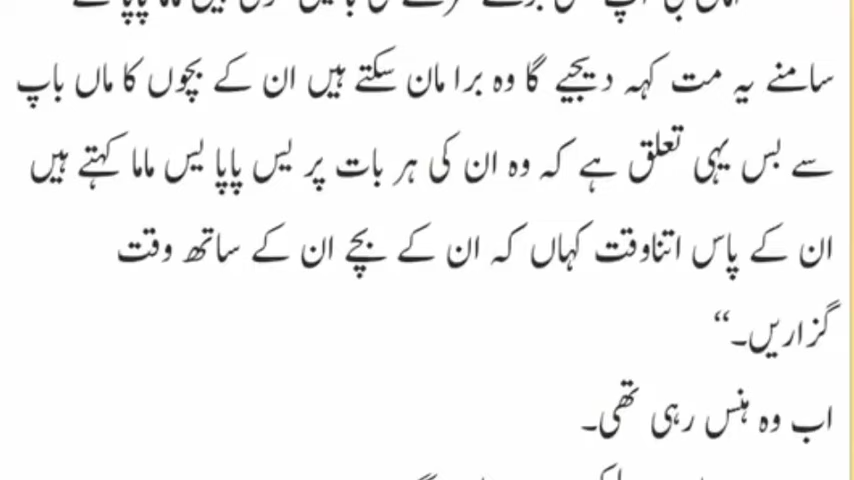 سامنے یہ مت کہہ دیجیے گا وہ برا مان سکتے ہیں ان کے بچوں کا ماں باپ
سے بس یہی تعلق ہے کہ وہ ان کی ہر بات پر یس پاپا یس ماما کہتے ہیں
ان کے پاس اتناوقت کہاں کہ ان کے بچے ان کے ساتھ وقت
گزاریں۔“
اب وہ ہنس رہی تھی۔